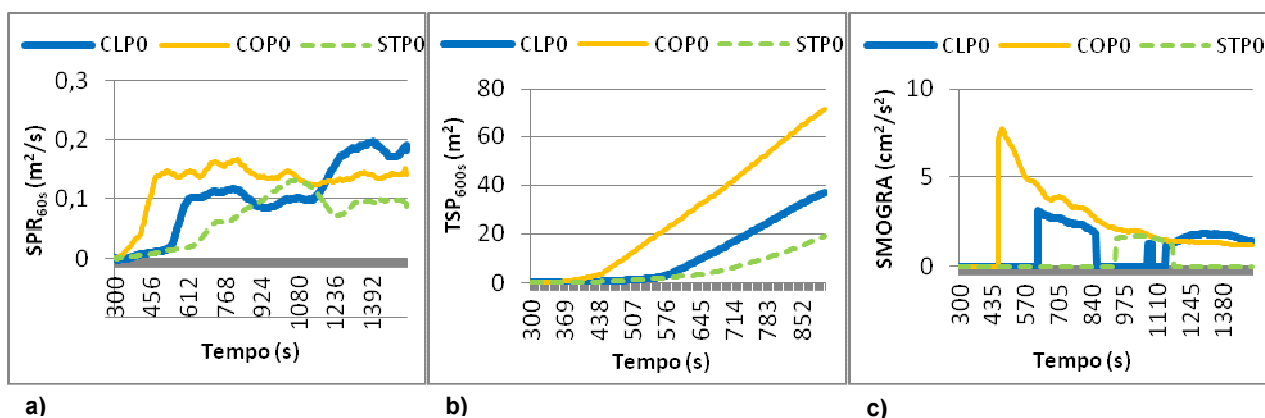 CLP0 COP0 STP0
0,3
0,2
0,1
0
SPR60s (m²/s)
300 456 612 768 924 1080 1236 1392
Tempo (s)
a)
CLP0 COP0 STP0
80
60
40
20
0
TSP600s (m²)
300 369 438 507 576 645 714 783 852
Tempo (s)
b)
CLP0 COP0 STP0
10
5
0
SMOGRA (cm²/s²)
300 435 570 705 840 975 1110 1245 1380
Tempo (s)
c)